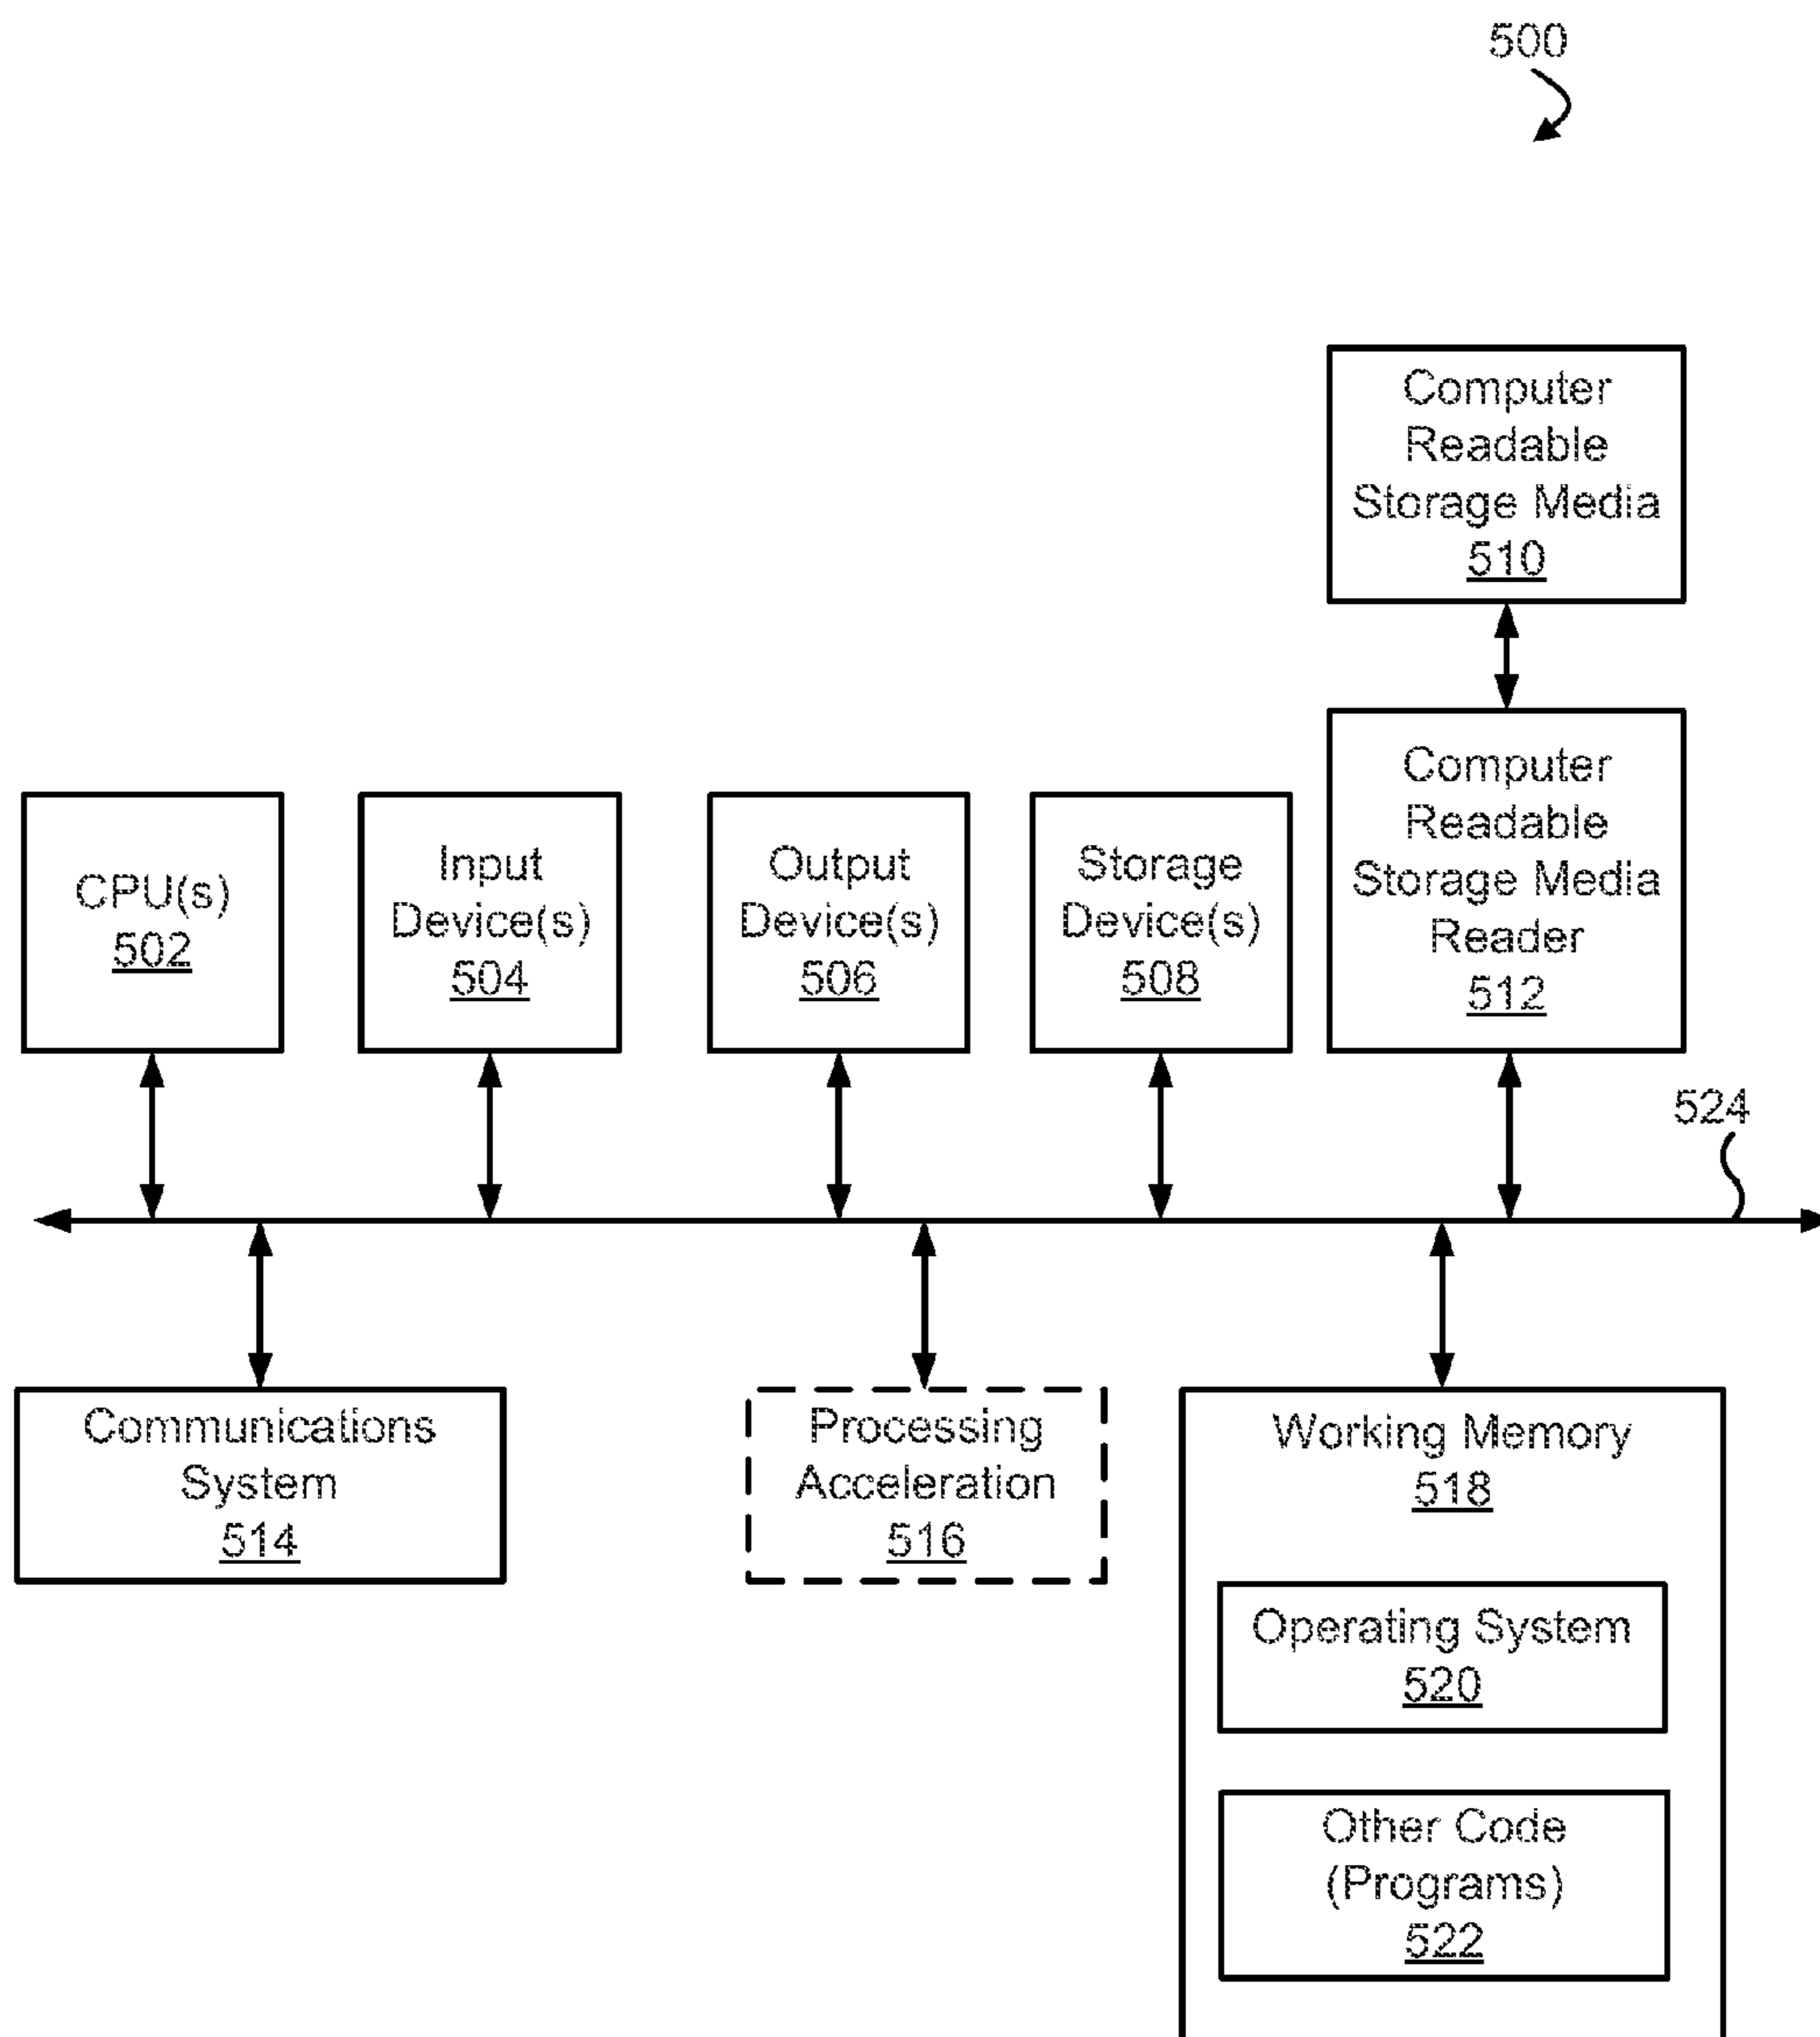 500
Computer
Readable
Storage Media
510
Computer
Readable
Storage Media
Reader
512
CPU(s)
502
Input
Device(s)
504
Output
Device(s)
506
Storage
Device(s)
508
524
Communications
System
514
Processing
Acceleration
516
Working Memory
518
Operating System
520
Other Code
(Programs)
522